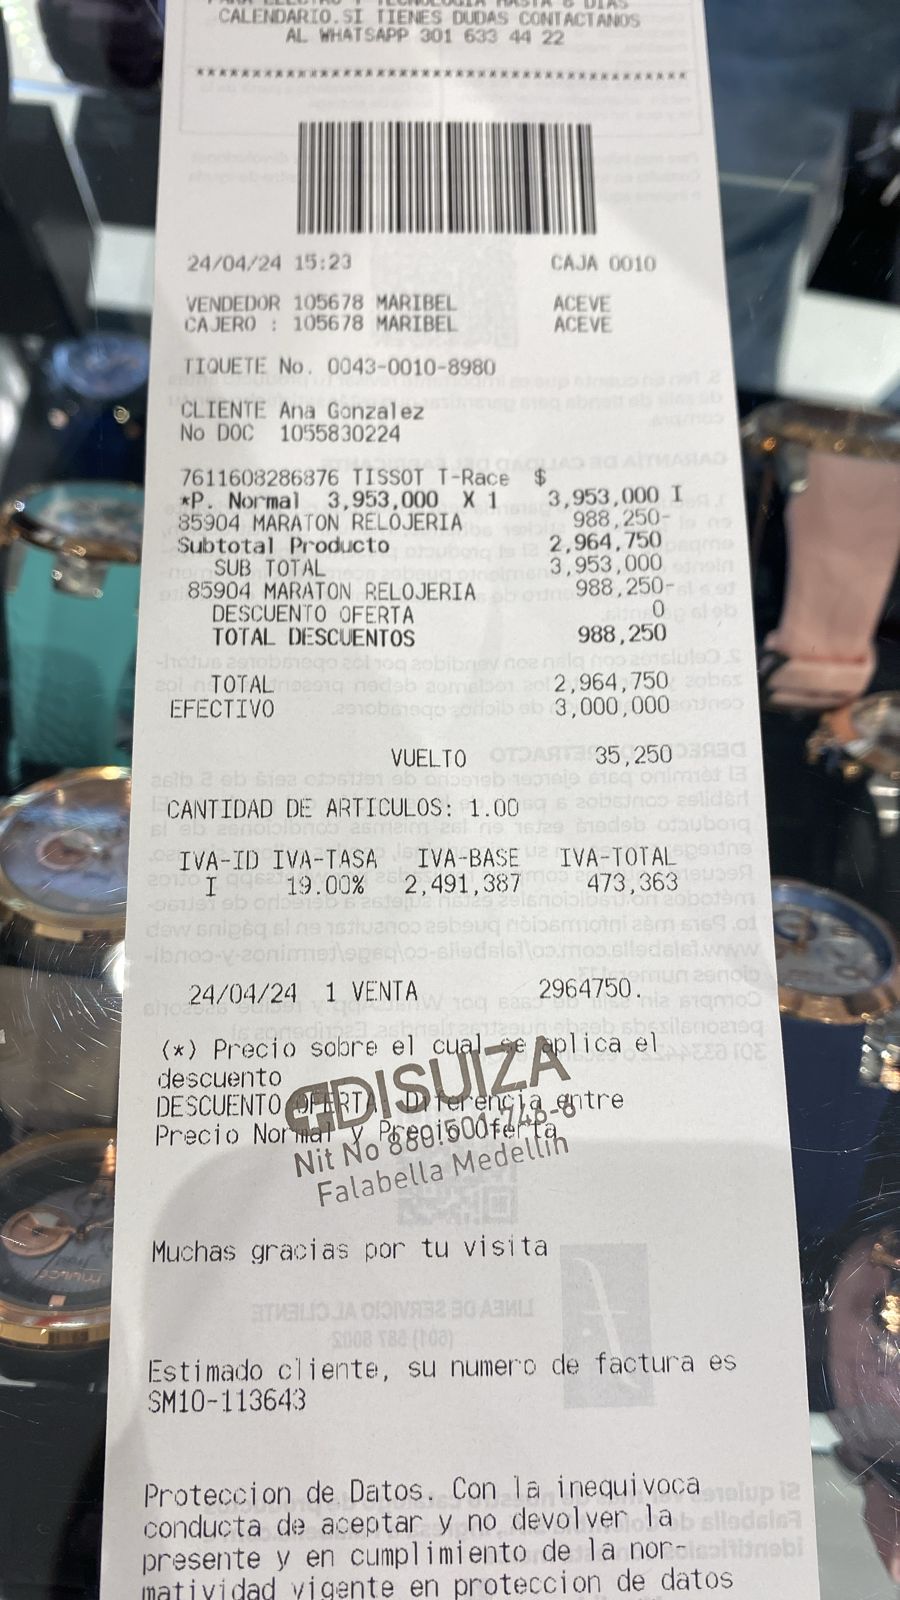 CALENDARIO.SI TIENES DUDAS CONTACTANOS
AL WHATSAPP 301 633 44 22
******************************************
24/04/24 15:23 CAJA 0010
VENDEDOR 105678 MARIBEL ACEVE
CAJERO : 105678 MARIBEL ACEVE
TIQUETE No. 0043-0010-8980
CLIENTE Ana Gonzalez
No DOC 1055830224
7611608286876 TISSOT T-Race $
*P. Normal 3,953,000 X 1 3,953,000 I
85904 MARATON RELOJERIA 988,250-
Subtotal Producto 2,964,750
SUB TOTAL 3,953,000
85904 MARATON RELOJERIA 988,250-
DESCUENTO OFERTA 0
TOTAL DESCUENTOS 988,250
TOTAL 2,964,750
EFECTIVO 3,000,000
VUELTO 35,250
CANTIDAD DE ARTICULOS: 1.00
IVA-ID IVA-TASA IVA-BASE IVA-TOTAL
I 19.00% 2,491,387 473,363
24/04/24 1 VENTA 2964750.
(*) Precio sobre el cual se aplica el
descuento
DESCUENTO OFERTA: Diferencia entre
Precio Normal y Precio Oferta
DISUIZA
Nit No
Falabella Medellín
Muchas gracias por tu visita
Estimado cliente, su numero de factura es
SM10-113643
Proteccion de Datos. Con la inequivoca
conducta de aceptar y no devolver la
presente y en cumplimiento de la nor-
matividad vigente en proteccion de datos